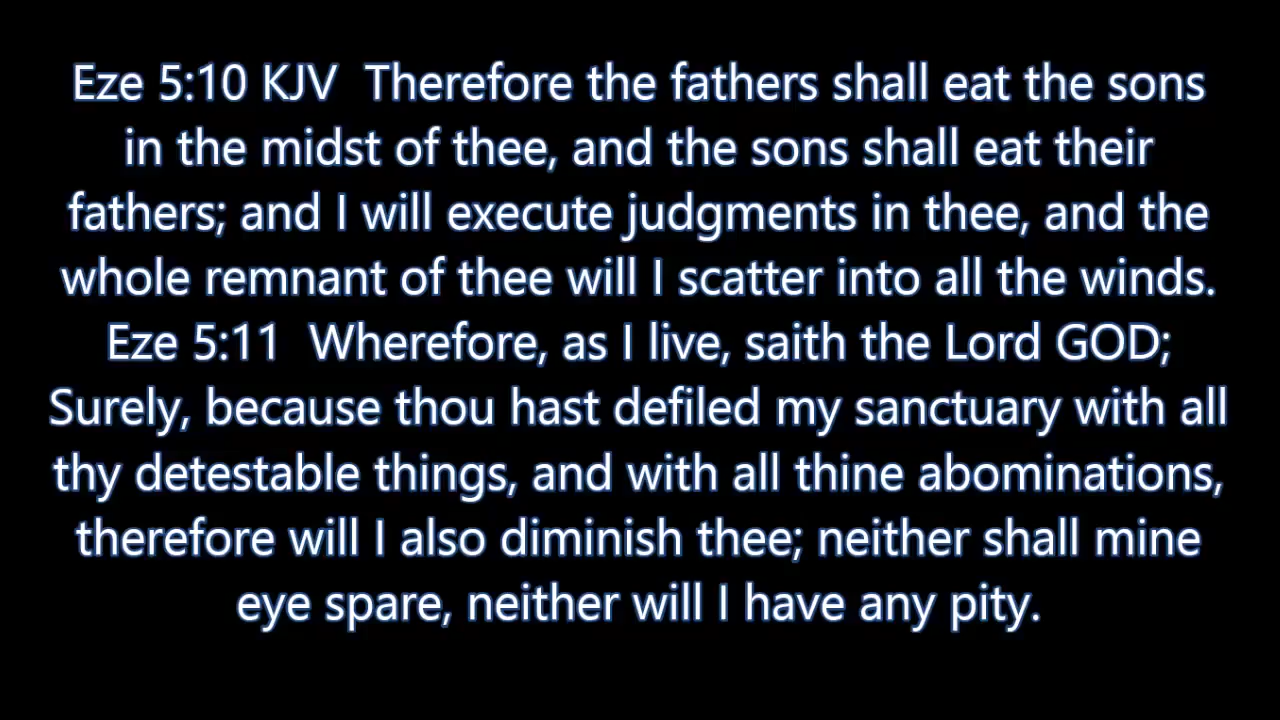 Eze 5:10 KJV  Therefore the fathers shall eat the sons
in the midst of thee, and the sons shall eat their
fathers; and I will execute judgments in thee, and the
whole remnant of thee will I scatter into all the winds.
Eze 5:11  Wherefore, as I live, saith the Lord GOD;
Surely, because thou hast defiled my sanctuary with all
thy detestable things, and with all thine abominations,
therefore will I also diminish thee; neither shall mine
eye spare, neither will I have any pity.